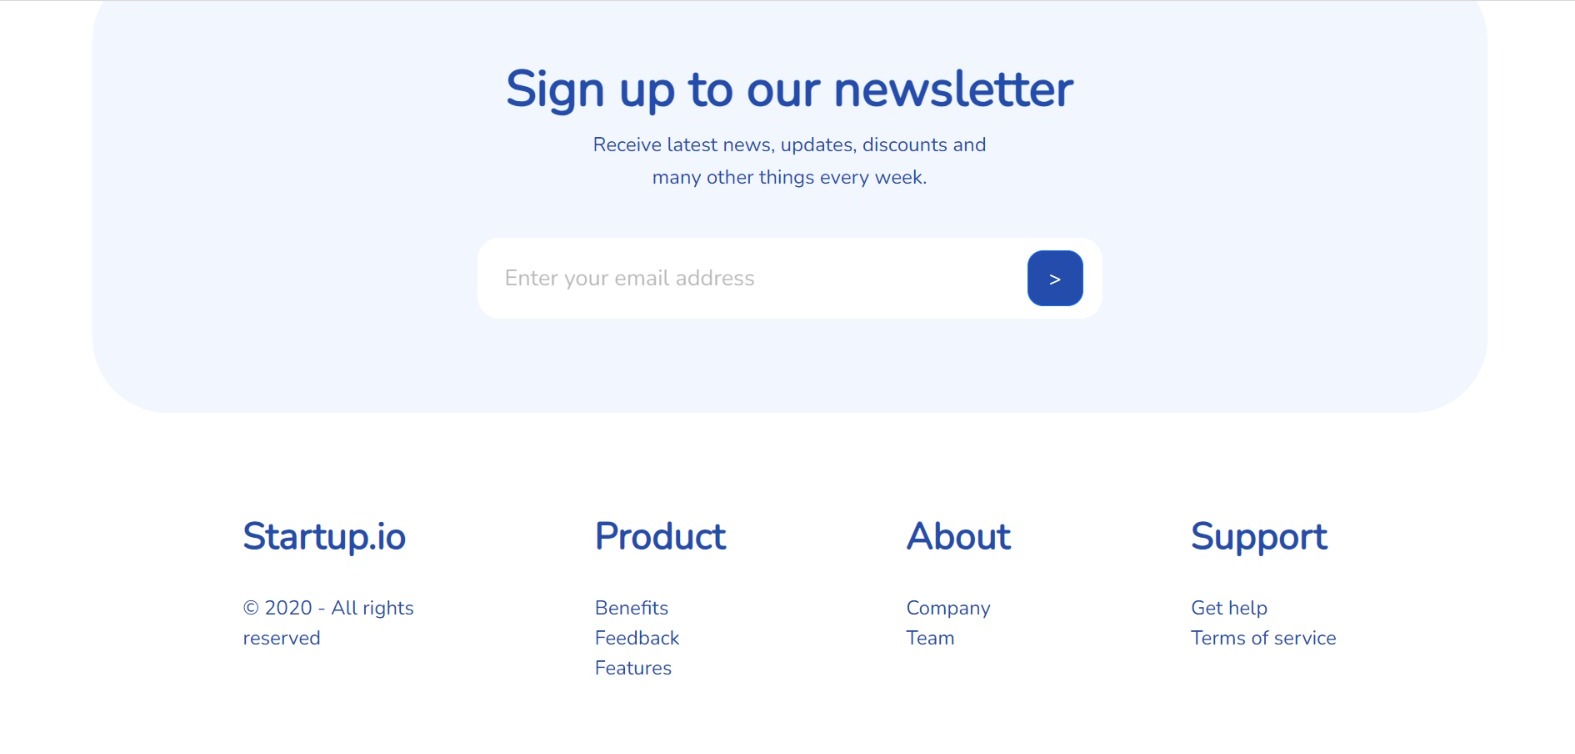 Sign up to our newsletter
Receive latest news, updates, discounts and
many other things every week.
Enter your email address
>
Startup.io
© 2020 - All rights
reserved
Product
Benefits
Feedback
Features
About
Company
Team
Support
Get help
Terms of service